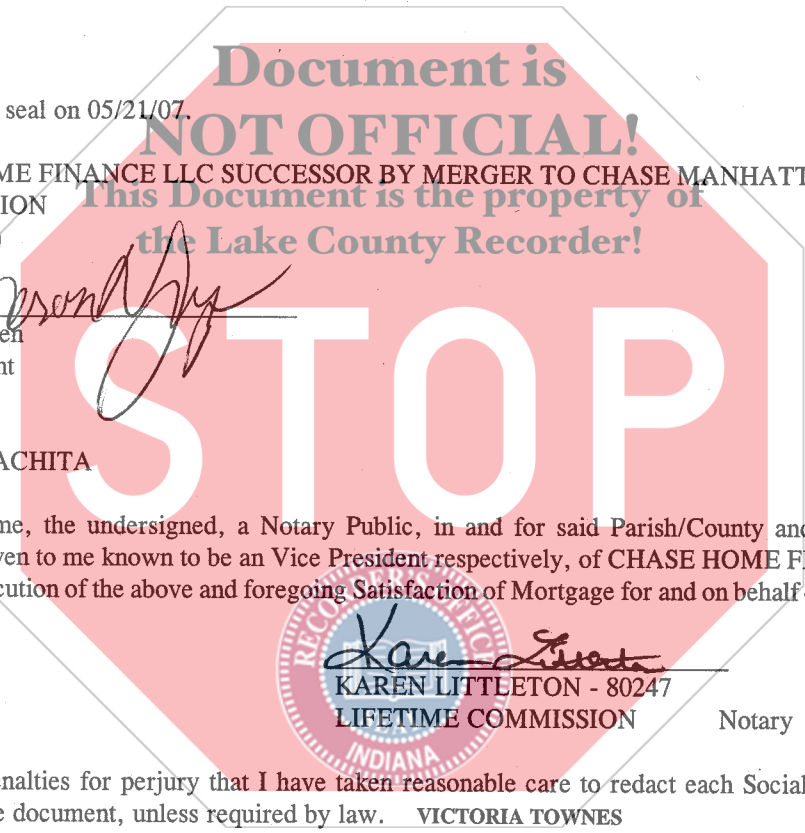 Document is
seal on 05/21/07.
NOT OFFICIAL!
ME FINANCE LLC SUCCESSOR BY MERGER TO CHASE MANHATT
This Document is the property of
ION
the Lake County Recorder!
en
nt
STOP
ACHITA
me, the undersigned, a Notary Public, in and for said Parish/County and
ven to me known to be an Vice President respectively, of CHASE HOME F
cution of the above and foregoing Satisfaction of Mortgage for and on behalf
RECORDER'S OFFICE
Karen Littleton
KAREN LITTLETON - 80247
LIFETIME COMMISSION Notary
SEAL
INDIANA
enalties for perjury that I have taken reasonable care to redact each Social
e document, unless required by law. VICTORIA TOWNES